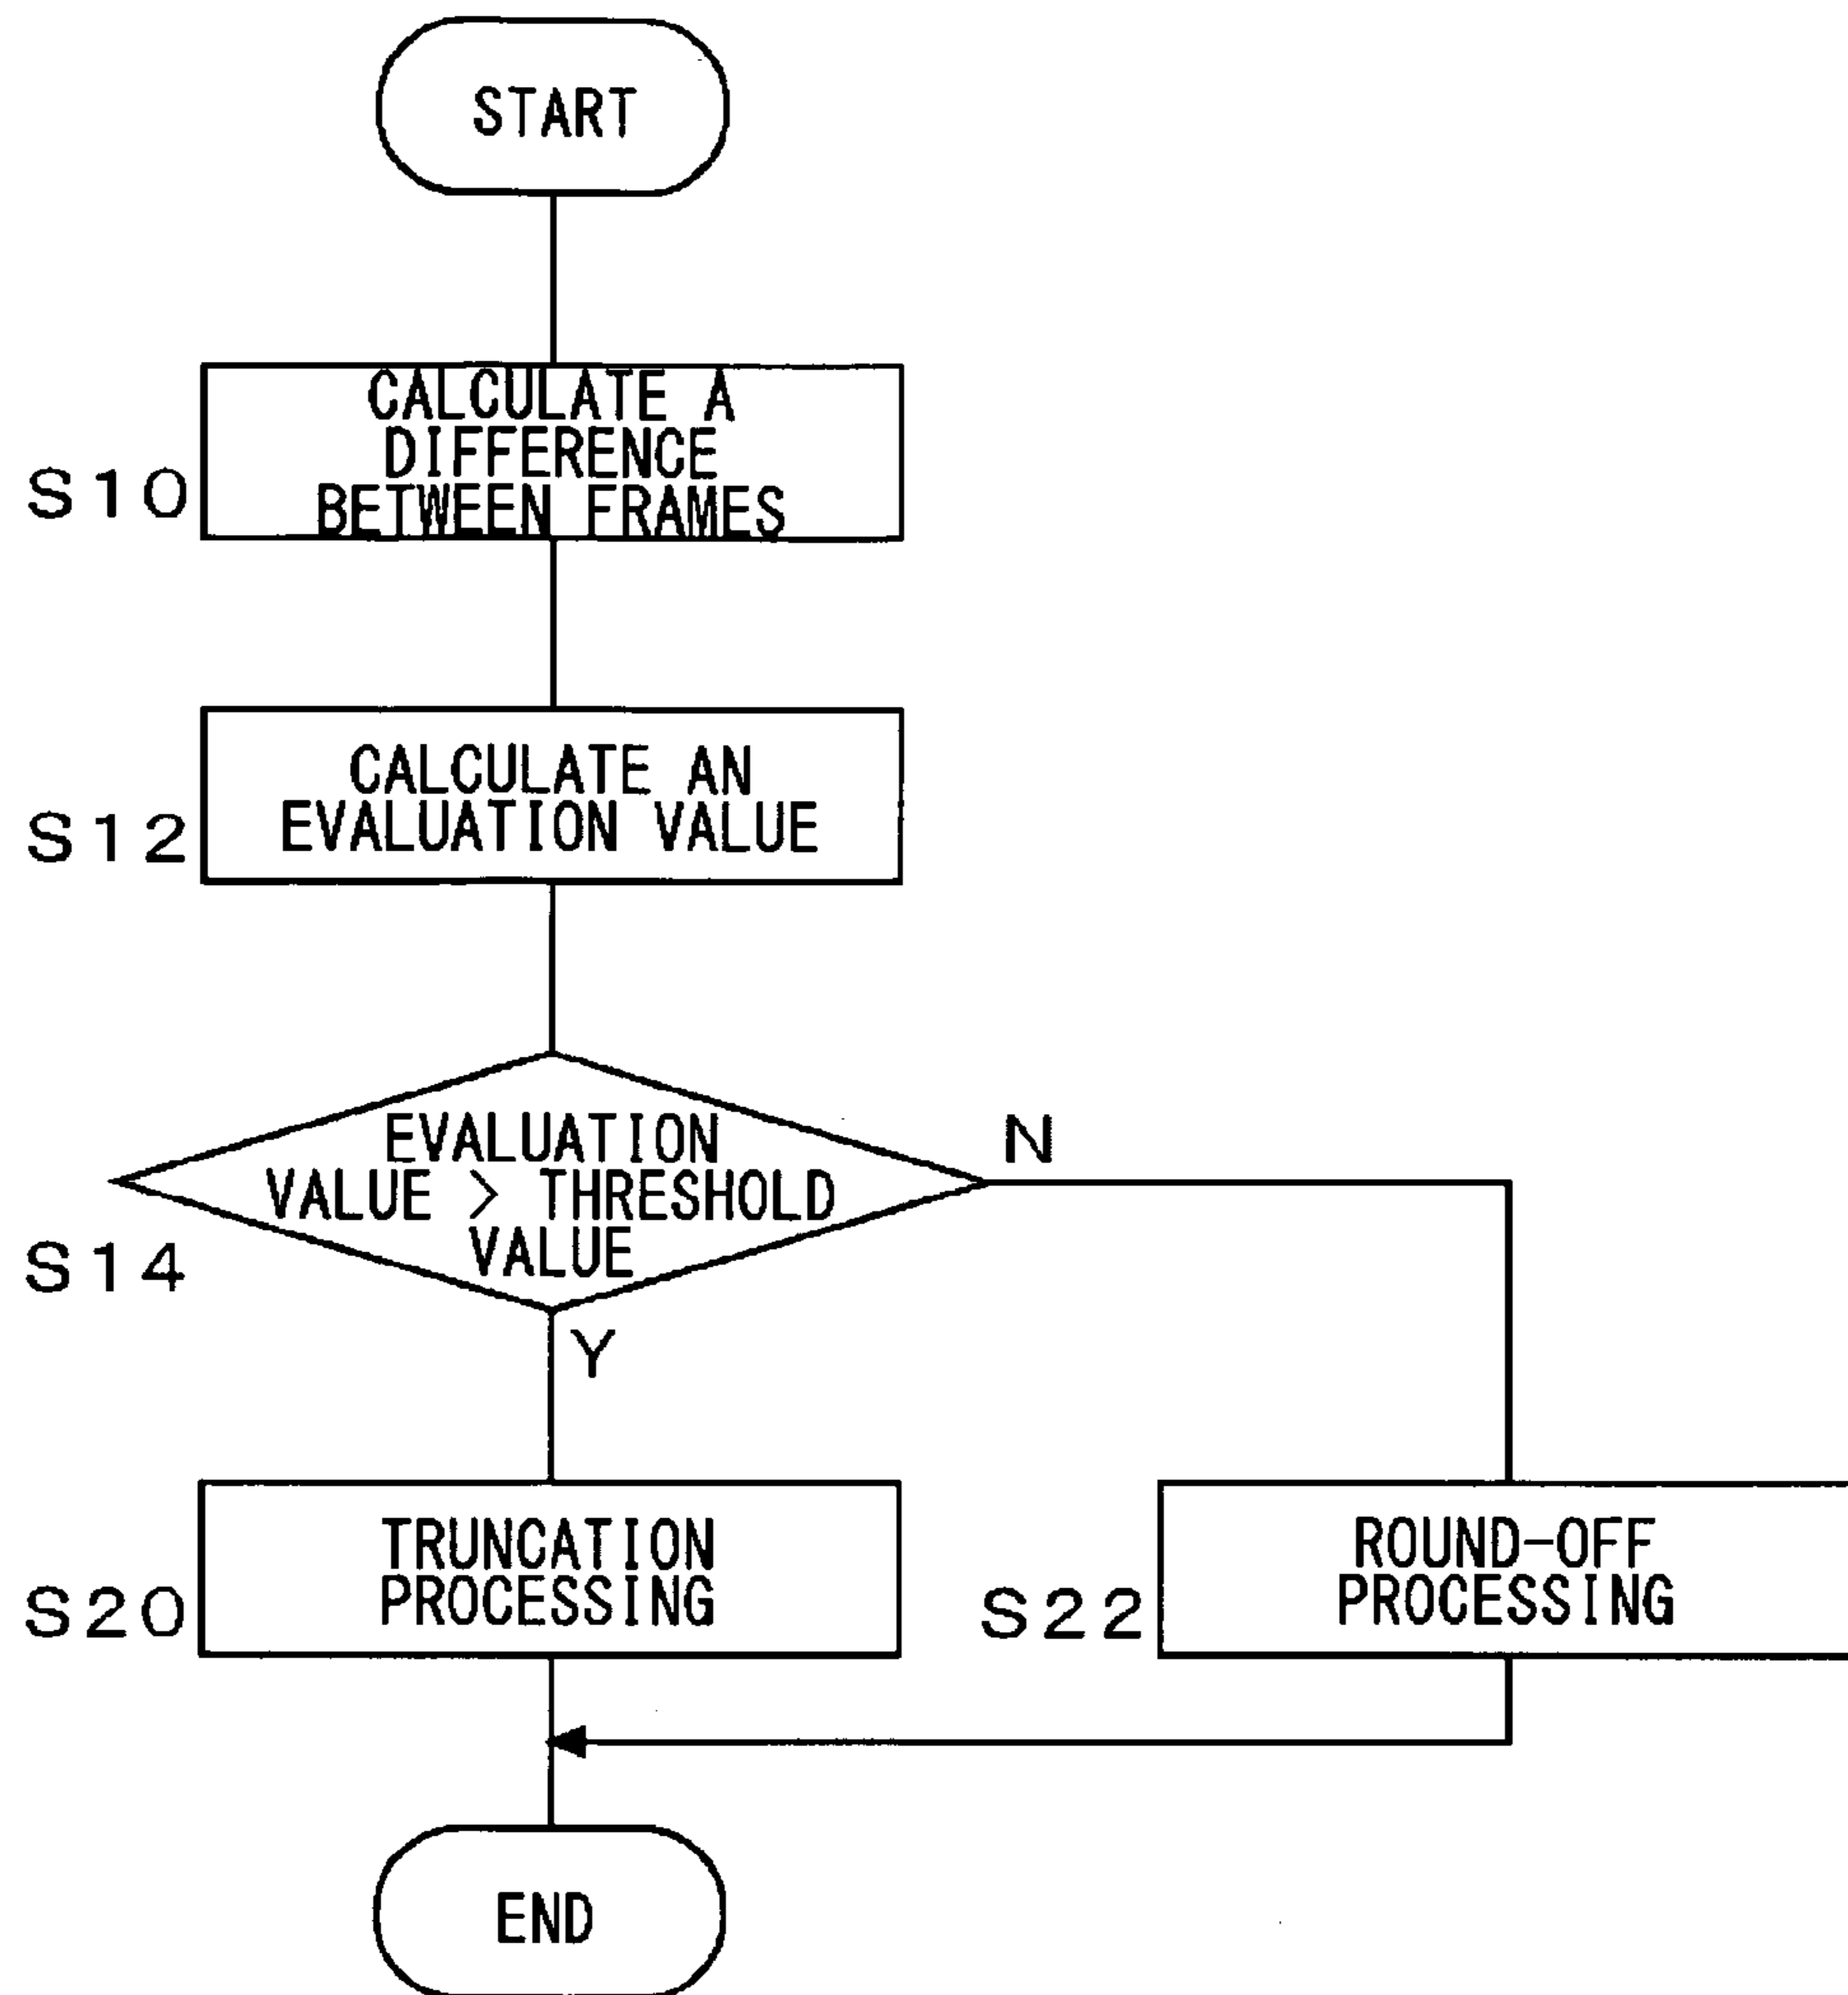 START
CALCULATE A
DIFFERENCE
BETWEEN FRAMES
S10
CALCULATE AN
EVALUATION VALUE
S12
EVALUATION
VALUE > THRESHOLD
VALUE
N
S14
Y
TRUNCATION
PROCESSING
S20
ROUND-OFF
PROCESSING
S22
END